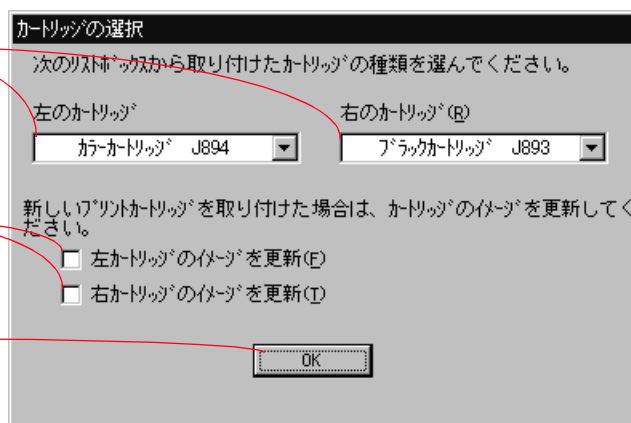 ｶｰﾄﾘｯｼﾞの選択
次のﾘｽﾄﾎﾞｯｸｽから取り付けたｶｰﾄﾘｯｼﾞの種類を選んでください。
左のｶｰﾄﾘｯｼﾞ 右のｶｰﾄﾘｯｼﾞ(R)
ｶﾗｰｶｰﾄﾘｯｼﾞ J894 ﾌﾞﾗｯｸｶｰﾄﾘｯｼﾞ J893
新しいﾌﾟﾘﾝﾄｶｰﾄﾘｯｼﾞを取り付けた場合は、ｶｰﾄﾘｯｼﾞのｲﾒｰｼﾞを更新してく
ださい。
左ｶｰﾄﾘｯｼﾞのｲﾒｰｼﾞを更新(F)
右ｶｰﾄﾘｯｼﾞのｲﾒｰｼﾞを更新(T)
OK